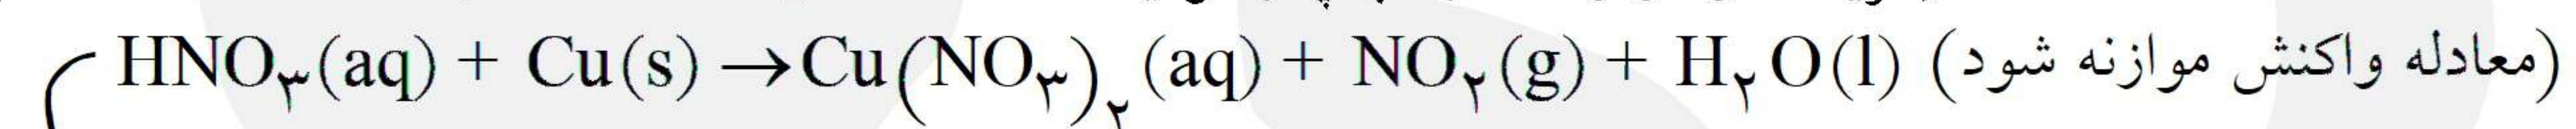 HNO۳(aq) + Cu(s) → Cu(NO۳)۲(aq) + NO۲(g) + H۲O(l) (معادله واکنش موازنه شود)